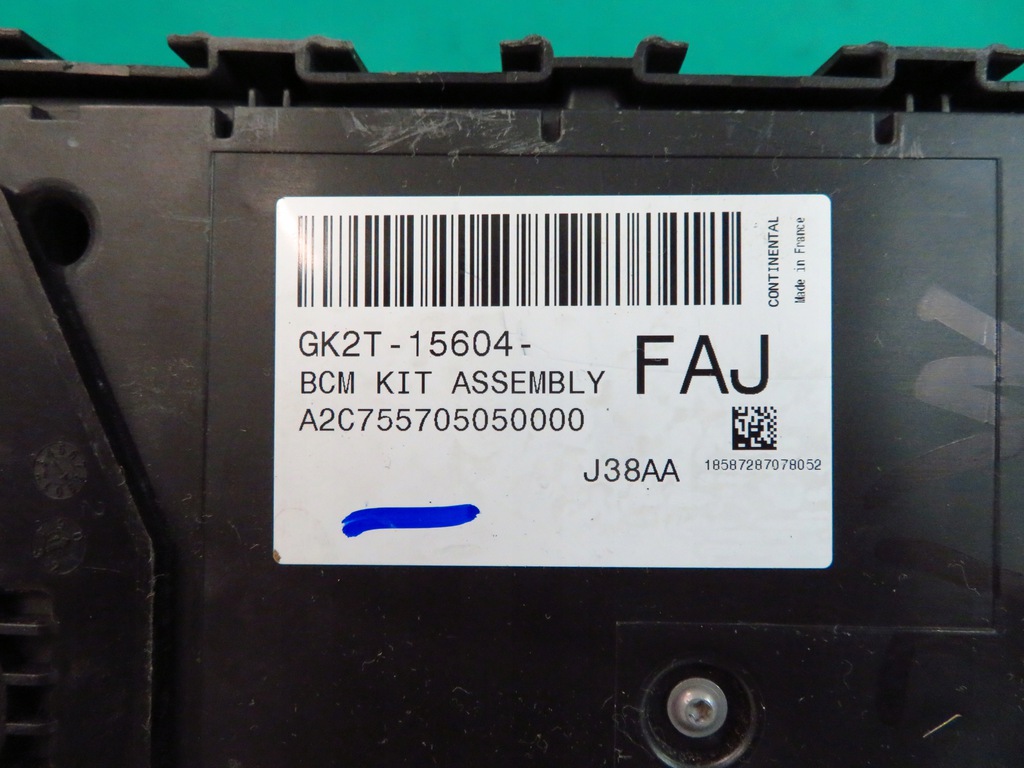 CONTINENTAL
Made in France
GK2T-15604-
FAJ
BCM KIT ASSEMBLY
A2C755705050000
J38AA
18587287078052